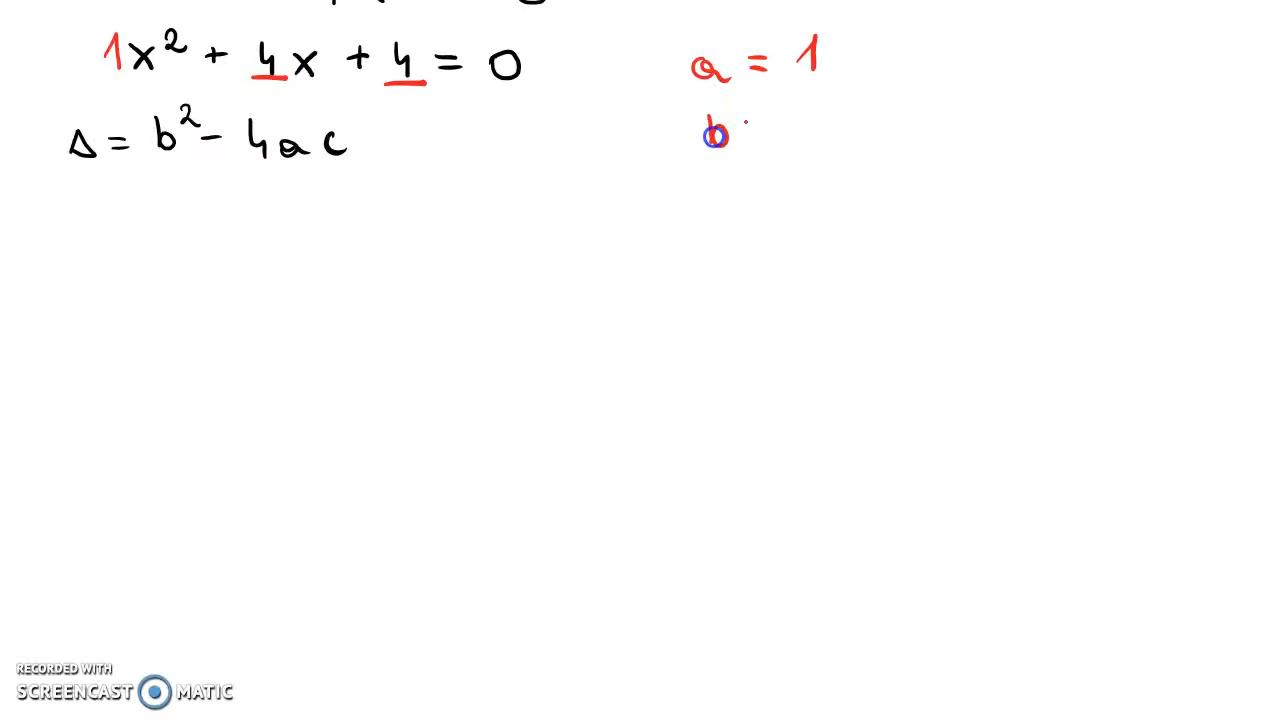 1x² + 4x + 4 = 0
a = 1
Δ = b² - 4ac
b
RECORDED WITH
SCREENCAST MATIC